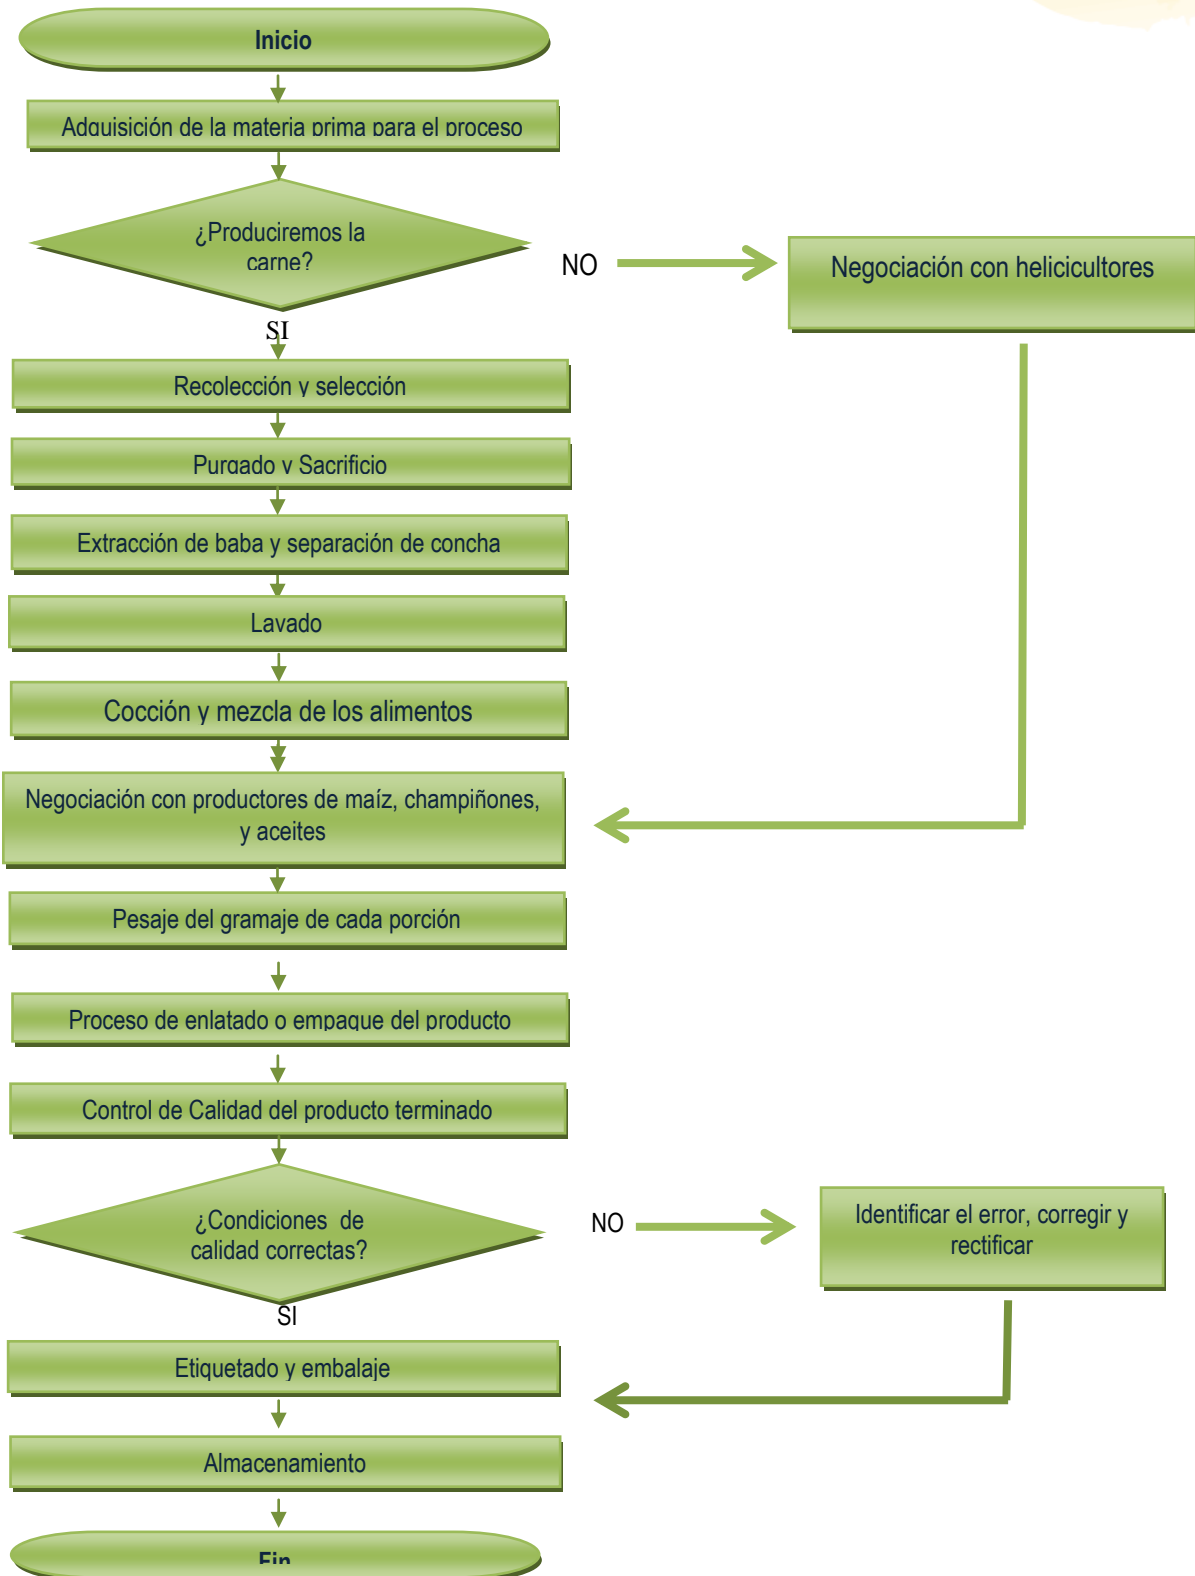 Inicio
Adquisición de la materia prima para el proceso
¿Produciremos la
carne?
NO
Negociación con helicicultores
SI
Recolección y selección
Purgado y Sacrificio
Extracción de baba y separación de concha
Lavado
Cocción y mezcla de los alimentos
Negociación con productores de maíz, champiñones,
y aceites
Pesaje del gramaje de cada porción
Proceso de enlatado o empaque del producto
Control de Calidad del producto terminado
¿Condiciones de
calidad correctas?
NO
Identificar el error, corregir y
rectificar
SI
Etiquetado y embalaje
Almacenamiento
Fin